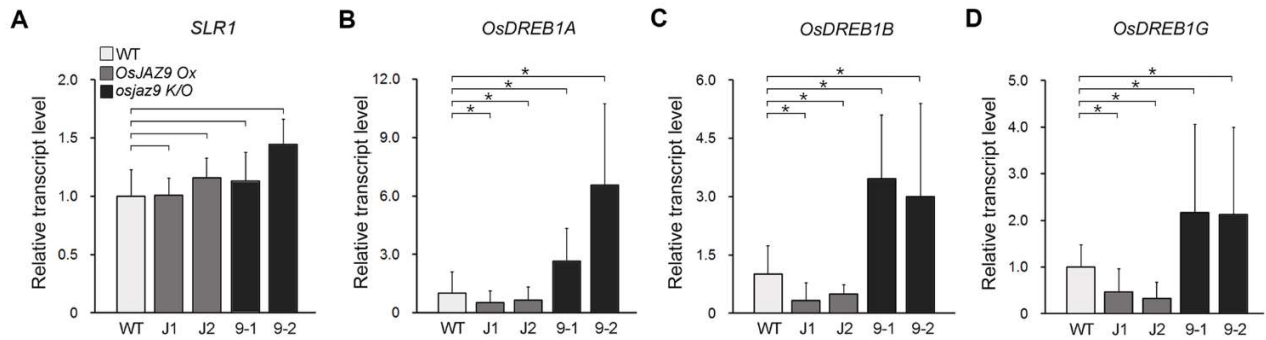 A
SLR1
WT
OsJAZ9 Ox
osjaz9 K/O
Relative transcript level
2.0
1.5
1.0
0.5
0
WT J1 J2 9-1 9-2
B
OsDREB1A
Relative transcript level
12.0
9.0
6.0
3.0
0
*
*
*
*
WT J1 J2 9-1 9-2
C
OsDREB1B
Relative transcript level
6.0
4.5
3.0
1.5
0
*
*
*
*
WT J1 J2 9-1 9-2
D
OsDREB1G
Relative transcript level
5.0
4.0
3.0
2.0
1.0
0
*
*
*
*
WT J1 J2 9-1 9-2